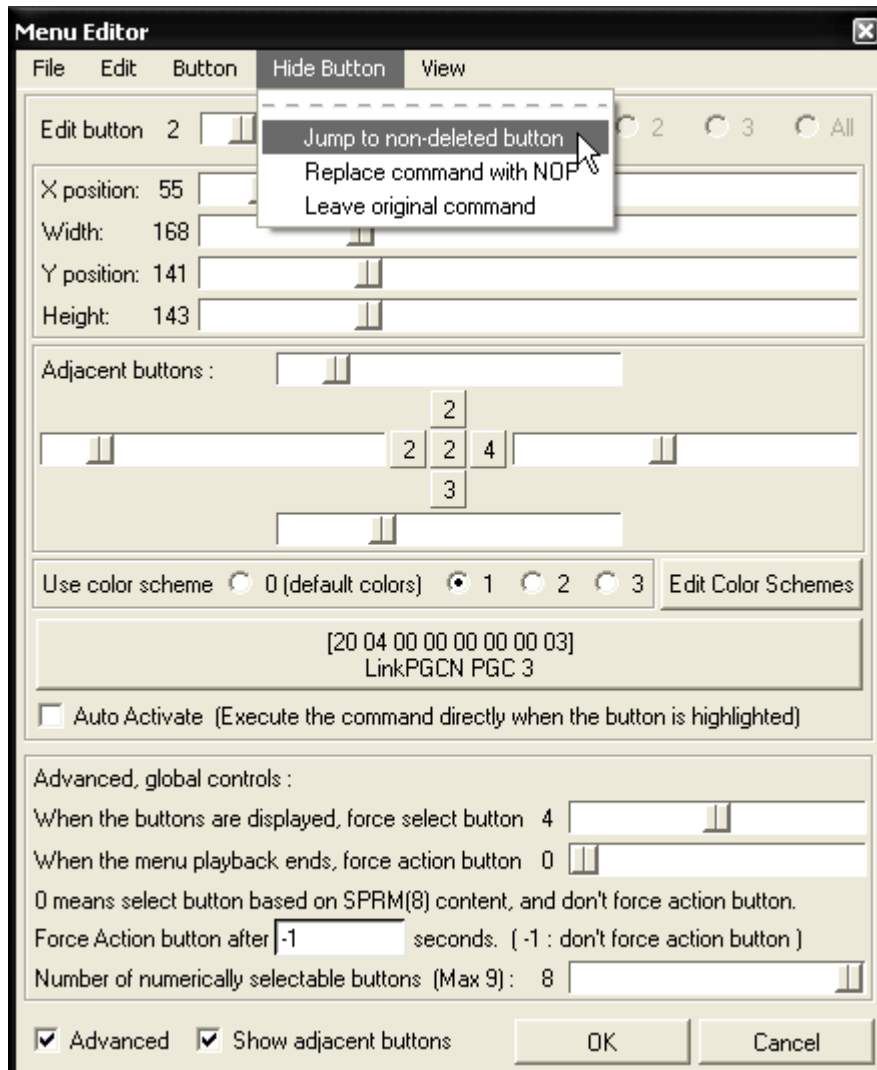 Menu Editor
File Edit Button Hide Button View
Edit button 2 2 3 All
Jump to non-deleted button
Replace command with NOP
Leave original command
X position: 55
Width: 168
Y position: 141
Height: 143
Adjacent buttons :
2
2 2 4
3
Use color scheme 0 (default colors) 1 2 3 Edit Color Schemes
[20 04 00 00 00 00 00 03]
LinkPGCN PGC 3
Auto Activate (Execute the command directly when the button is highlighted)
Advanced, global controls :
When the buttons are displayed, force select button 4
When the menu playback ends, force action button 0
0 means select button based on SPRM(8) content, and don't force action button.
Force Action button after -1 seconds. ( -1 : don't force action button )
Number of numerically selectable buttons (Max 9) : 8
Advanced Show adjacent buttons OK Cancel